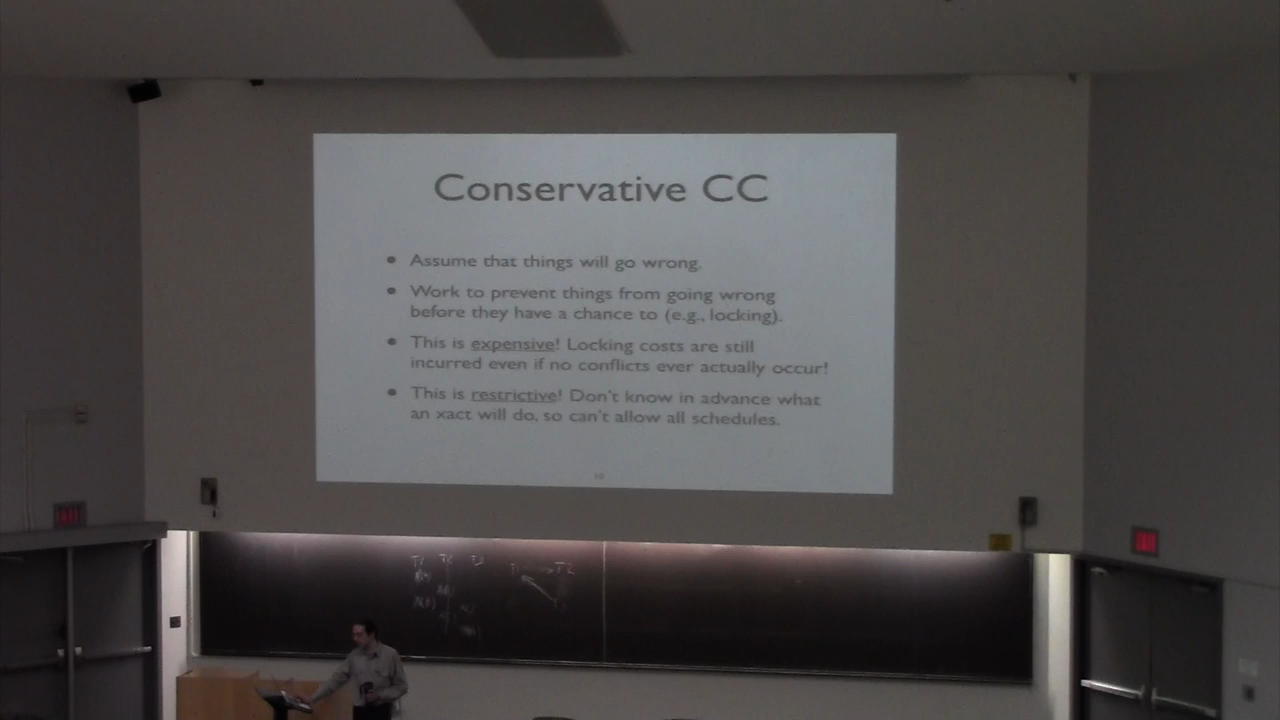 Conservative CC
• Assume that things will go wrong.
• Work to prevent things from going wrong
before they have a chance to (e.g., locking).
• This is expensive! Locking costs are still
incurred even if no conflicts ever actually occur!
• This is restrictive! Don't know in advance what
an xact will do, so can't allow all schedules.
10